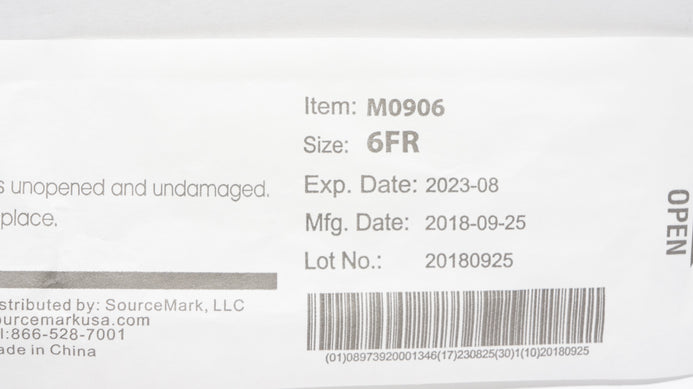 s unopened and undamaged.
place.
stributed by: SourceMark, LLC
ourcemarkusa.com
l:866-528-7001
ade in China
Item: M0906
Size: 6FR
Exp. Date: 2023-08
Mfg. Date: 2018-09-25
Lot No.: 20180925
(01)08973920001346(17)230825(30)1(10)20180925
OPEN